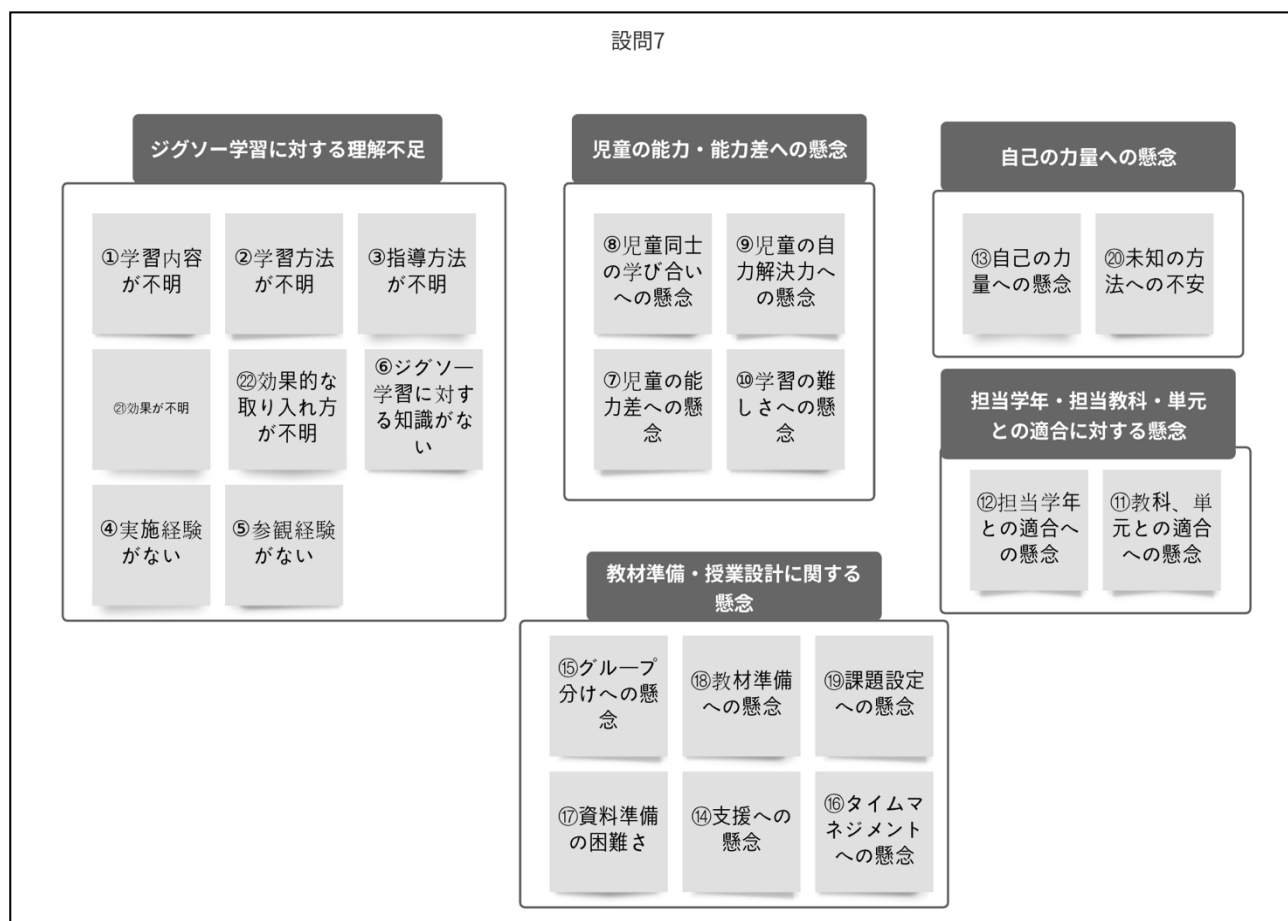 設問7
ジグソー学習に対する理解不足
①学習内容
が不明
②学習方法
が不明
③指導方法
が不明
㉑効果が不明
㉒効果的な
取り入れ方
が不明
⑥ジグソー
学習に対す
る知識がな
い
④実施経験
がない
⑤参観経験
がない
児童の能力・能力差への懸念
⑧児童同士
の学び合い
への懸念
⑨児童の自
力解決力へ
の懸念
⑦児童の能
力差への懸
念
⑩学習の難
しさへの懸
念
自己の力量への懸念
⑬自己の力
量への懸念
⑳未知の方
法への不安
担当学年・担当教科・単元
との適合に対する懸念
⑫担当学年
との適合へ
の懸念
⑪教科、単
元との適合
への懸念
教材準備・授業設計に関する
懸念
⑮グループ
分けへの懸
念
⑱教材準備
への懸念
⑲課題設定
への懸念
⑰資料準備
の困難さ
⑭支援への
懸念
⑯タイムマ
ネジメント
への懸念